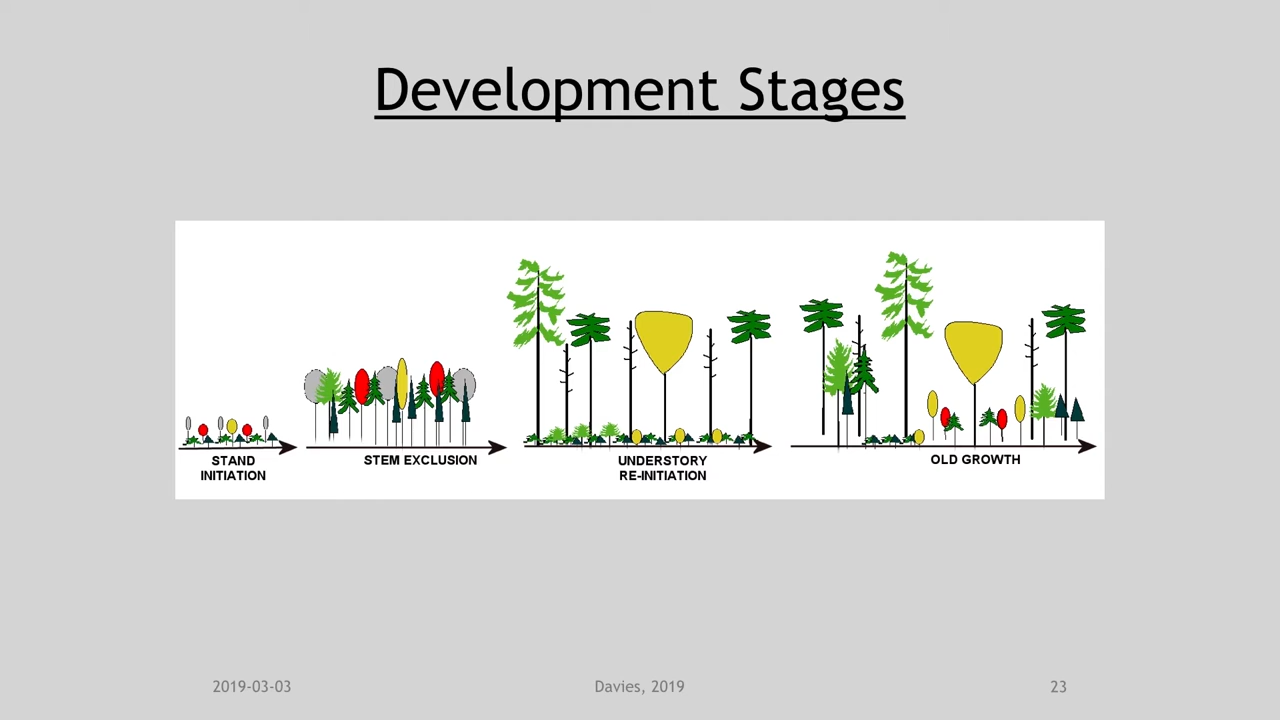 Development Stages
STAND
INITIATION
STEM EXCLUSION
UNDERSTORY
RE-INITIATION
OLD GROWTH
2019-03-03
Davies, 2019
23